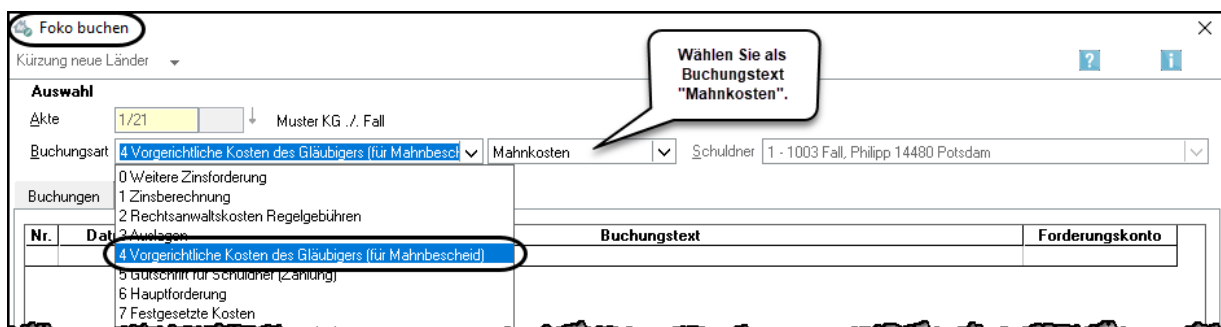 Foko buchen
Kürzung neue Länder
Wählen Sie als
Buchungstext
"Mahnkosten".
Auswahl
Akte 1/21 Muster KG ./. Fall
Buchungsart 4 Vorgerichtliche Kosten des Gläubigers (für Mahnbesch Mahnkosten Schuldner 1 - 1003 Fall, Philipp 14480 Potsdam
0 Weitere Zinsforderung
1 Zinsberechnung
Buchungen
2 Rechtsanwaltskosten Regelgebühren
Nr. Dat Buchungstext Forderungskonto
3 Auslagen
4 Vorgerichtliche Kosten des Gläubigers (für Mahnbescheid)
5 Gutschrift für Schuldner (Zahlung)
6 Hauptforderung
7 Festgesetzte Kosten